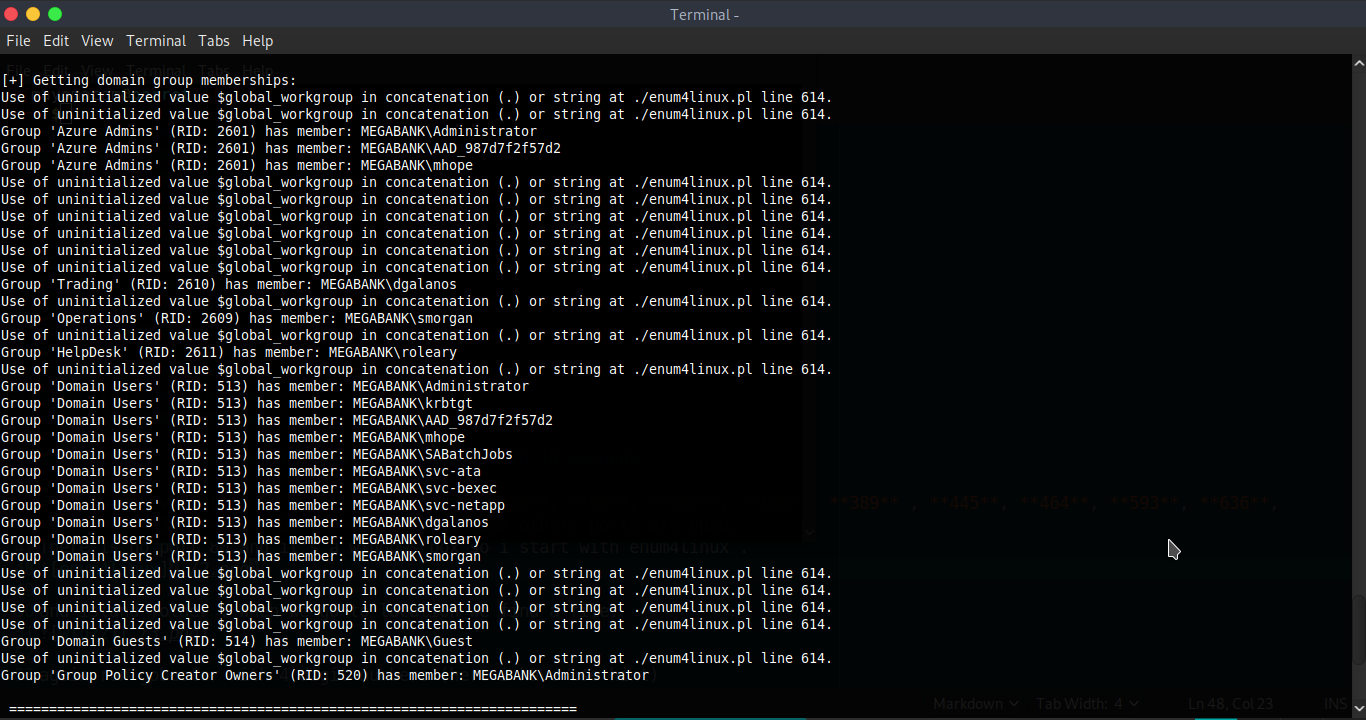 Terminal -
File Edit View Terminal Tabs Help
[+] Getting domain group memberships:
Use of uninitialized value $global_workgroup in concatenation (.) or string at ./enum4linux.pl line 614.
Use of uninitialized value $global_workgroup in concatenation (.) or string at ./enum4linux.pl line 614.
Group 'Azure Admins' (RID: 2601) has member: MEGABANK\Administrator
Group 'Azure Admins' (RID: 2601) has member: MEGABANK\AAD_987d7f2f57d2
Group 'Azure Admins' (RID: 2601) has member: MEGABANK\mhope
Use of uninitialized value $global_workgroup in concatenation (.) or string at ./enum4linux.pl line 614.
Use of uninitialized value $global_workgroup in concatenation (.) or string at ./enum4linux.pl line 614.
Use of uninitialized value $global_workgroup in concatenation (.) or string at ./enum4linux.pl line 614.
Use of uninitialized value $global_workgroup in concatenation (.) or string at ./enum4linux.pl line 614.
Use of uninitialized value $global_workgroup in concatenation (.) or string at ./enum4linux.pl line 614.
Use of uninitialized value $global_workgroup in concatenation (.) or string at ./enum4linux.pl line 614.
Group 'Trading' (RID: 2610) has member: MEGABANK\dgalanos
Use of uninitialized value $global_workgroup in concatenation (.) or string at ./enum4linux.pl line 614.
Group 'Operations' (RID: 2609) has member: MEGABANK\smorgan
Use of uninitialized value $global_workgroup in concatenation (.) or string at ./enum4linux.pl line 614.
Group 'HelpDesk' (RID: 2611) has member: MEGABANK\roleary
Use of uninitialized value $global_workgroup in concatenation (.) or string at ./enum4linux.pl line 614.
Group 'Domain Users' (RID: 513) has member: MEGABANK\Administrator
Group 'Domain Users' (RID: 513) has member: MEGABANK\krbtgt
Group 'Domain Users' (RID: 513) has member: MEGABANK\AAD_987d7f2f57d2
Group 'Domain Users' (RID: 513) has member: MEGABANK\mhope
Group 'Domain Users' (RID: 513) has member: MEGABANK\SABatchJobs
Group 'Domain Users' (RID: 513) has member: MEGABANK\svc-ata
Group 'Domain Users' (RID: 513) has member: MEGABANK\svc-bexec
Group 'Domain Users' (RID: 513) has member: MEGABANK\svc-netapp
**389** , **445**, **464**, **593**, **636**,
Group 'Domain Users' (RID: 513) has member: MEGABANK\dgalanos
Group 'Domain Users' (RID: 513) has member: MEGABANK\roleary
i start with enum4linux .
Group 'Domain Users' (RID: 513) has member: MEGABANK\smorgan
Use of uninitialized value $global_workgroup in concatenation (.) or string at ./enum4linux.pl line 614.
Use of uninitialized value $global_workgroup in concatenation (.) or string at ./enum4linux.pl line 614.
Use of uninitialized value $global_workgroup in concatenation (.) or string at ./enum4linux.pl line 614.
Use of uninitialized value $global_workgroup in concatenation (.) or string at ./enum4linux.pl line 614.
Group 'Domain Guests' (RID: 514) has member: MEGABANK\Guest
Use of uninitialized value $global_workgroup in concatenation (.) or string at ./enum4linux.pl line 614.
Group 'Group Policy Creator Owners' (RID: 520) has member: MEGABANK\Administrator
Markdown Tab Width: 4 Ln 48, Col 23 INS
========================================================================